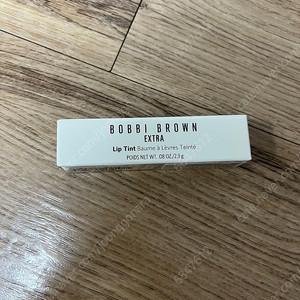 BOBBI BROWN
EXTRA
Lip Tint Baume à Lèvres Teinté
POIDS NET WT. .08 OZ./2.3 g